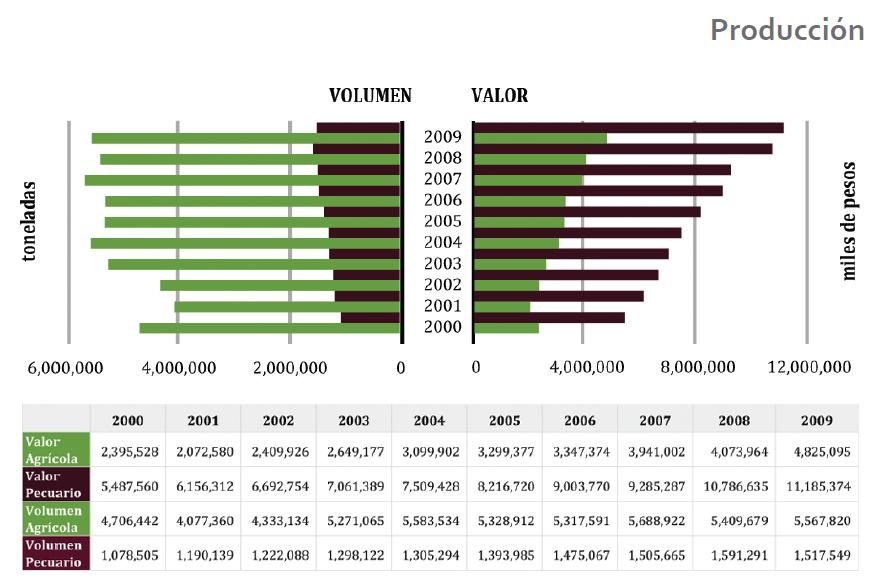 Producción
VOLUMEN VALOR
toneladas
miles de pesos
2009
2008
2007
2006
2005
2004
2003
2002
2001
2000
6,000,000 4,000,000 2,000,000 0 0 4,000,000 8,000,000 12,000,000
2000 2001 2002 2003 2004 2005 2006 2007 2008 2009
Valor
Agrícola 2,395,528 2,072,580 2,409,926 2,649,177 3,099,902 3,299,377 3,347,374 3,941,002 4,073,964 4,825,095
Valor
Pecuario 5,487,560 6,156,312 6,692,754 7,061,389 7,509,428 8,216,720 9,003,770 9,285,287 10,786,635 11,185,374
Volumen
Agrícola 4,706,442 4,077,360 4,333,134 5,271,065 5,583,534 5,328,912 5,317,591 5,688,922 5,409,679 5,567,820
Volumen
Pecuario 1,078,505 1,190,139 1,222,088 1,298,122 1,305,294 1,393,985 1,475,067 1,505,665 1,591,291 1,517,549